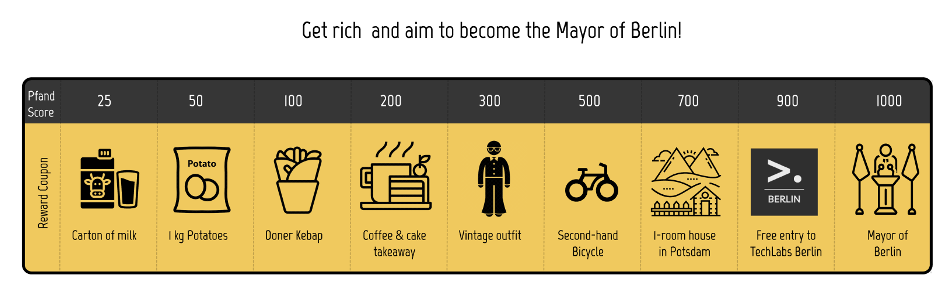 Get rich and aim to become the Mayor of Berlin!
Pfand
Score
25
50
100
200
300
500
700
900
1000
Reward Coupon
Potato
>.
BERLIN
Carton of milk
1 kg Potatoes
Doner Kebap
Coffee & cake
takeaway
Vintage outfit
Second-hand
Bicycle
1-room house
in Potsdam
Free entry to
TechLabs Berlin
Mayor of
Berlin